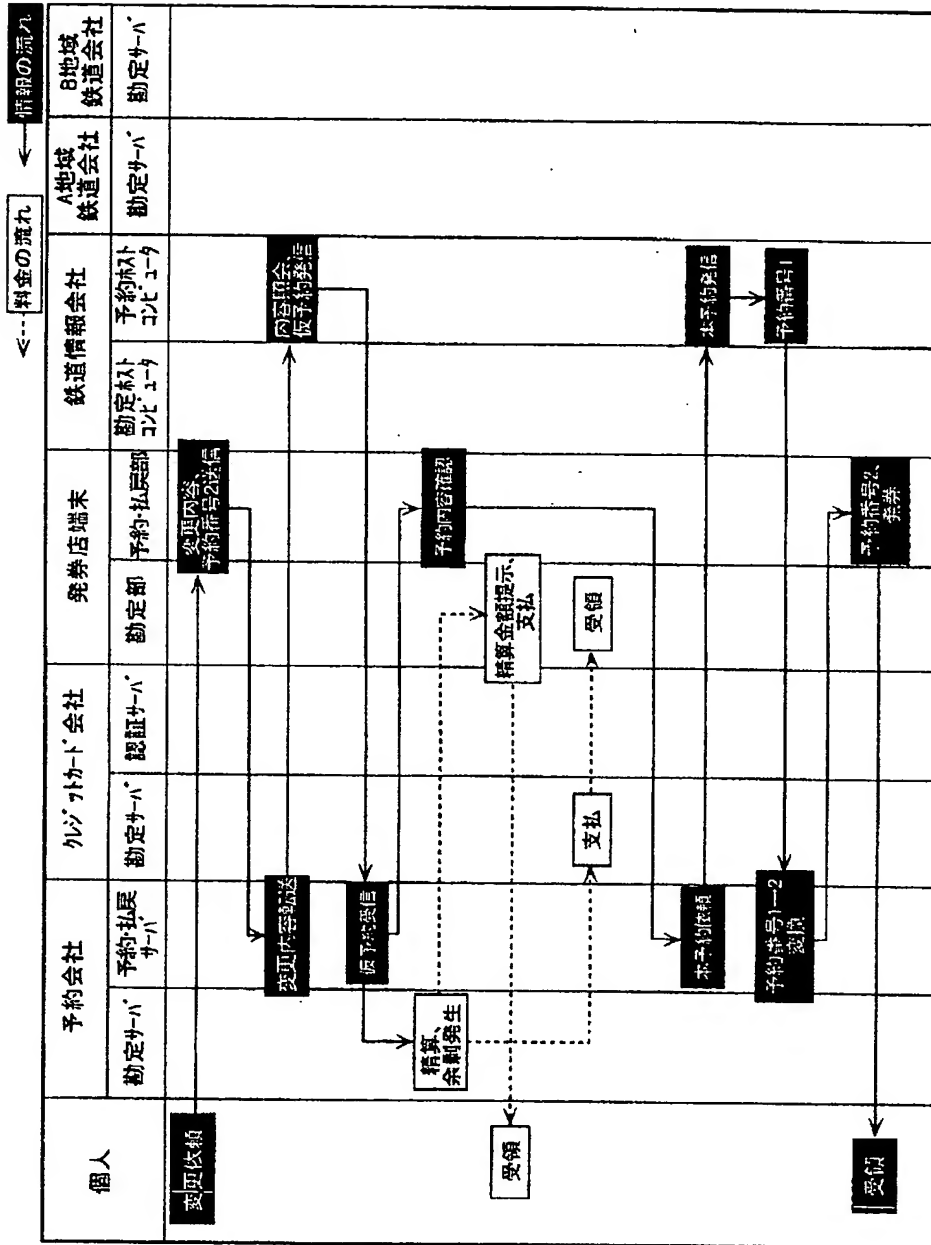 ←---料金の流れ
←情報の流れ
個人
予約会社
クレジットカード会社
発券店端末
鉄道情報会社
A地域
鉄道会社
B地域
鉄道会社
勘定サーバ
予約・払戻
サーバ
勘定サーバ
認証サーバ
勘定部
予約・払戻部
勘定ホスト
コンピュータ
予約ホスト
コンピュータ
勘定サーバ
勘定サーバ
変更依頼
変更内容、
予約番号2送信
変更内容転送
内容照会、
仮予約発信
仮予約受信
精算、
余剰発生
予約内容確認
精算金額提示、
支払
受領
支払
受領
本予約依頼
本予約発信
予約番号1
予約番号1→2
変換
予約番号2、
発券
受領